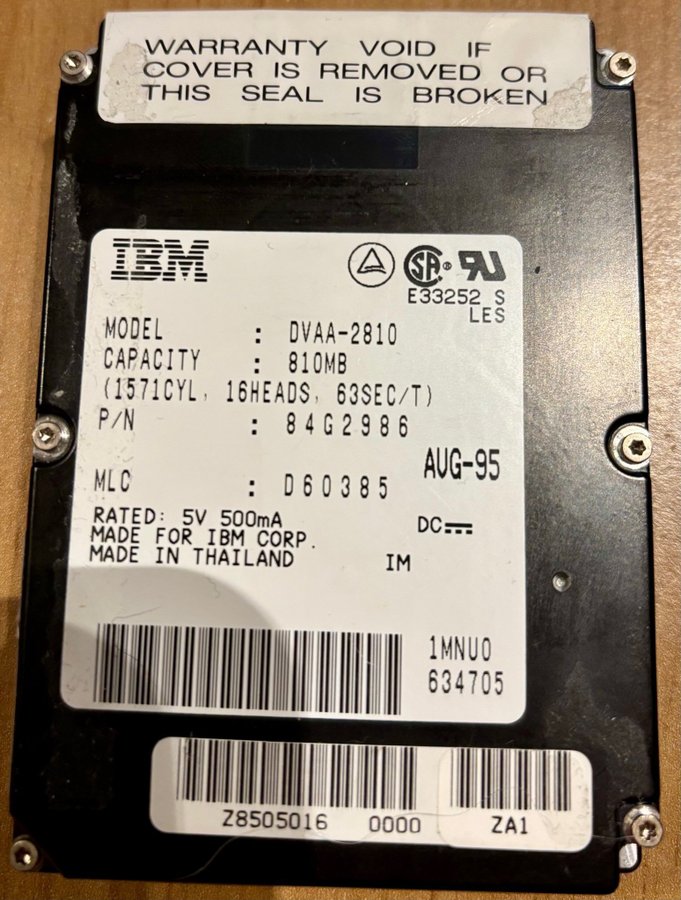 WARRANTY VOID IF
COVER IS REMOVED OR
THIS SEAL IS BROKEN
IBM
SA
UR
E33252 S
LES
MODEL : DVAA-2810
CAPACITY : 810MB
(1571CYL, 16HEADS, 63SEC/T)
P/N : 84G2986
AUG-95
MLC : D60385
RATED: 5V 500mA
DC
MADE FOR IBM CORP.
MADE IN THAILAND
IM
1MNU0
634705
Z8505016 0000 ZA1